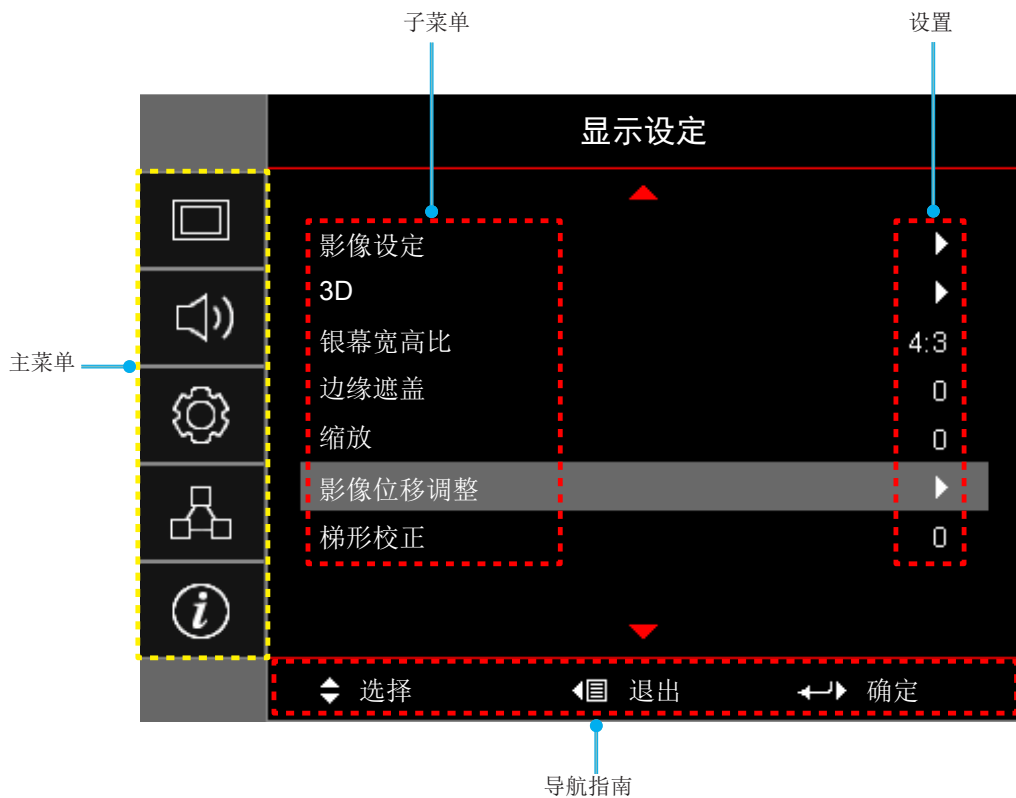 子菜单
设置
显示设定
影像设定
3D
银幕宽高比 4:3
边缘遮盖 0
缩放 0
影像位移调整
梯形校正 0
主菜单
i
选择 退出 确定
导航指南